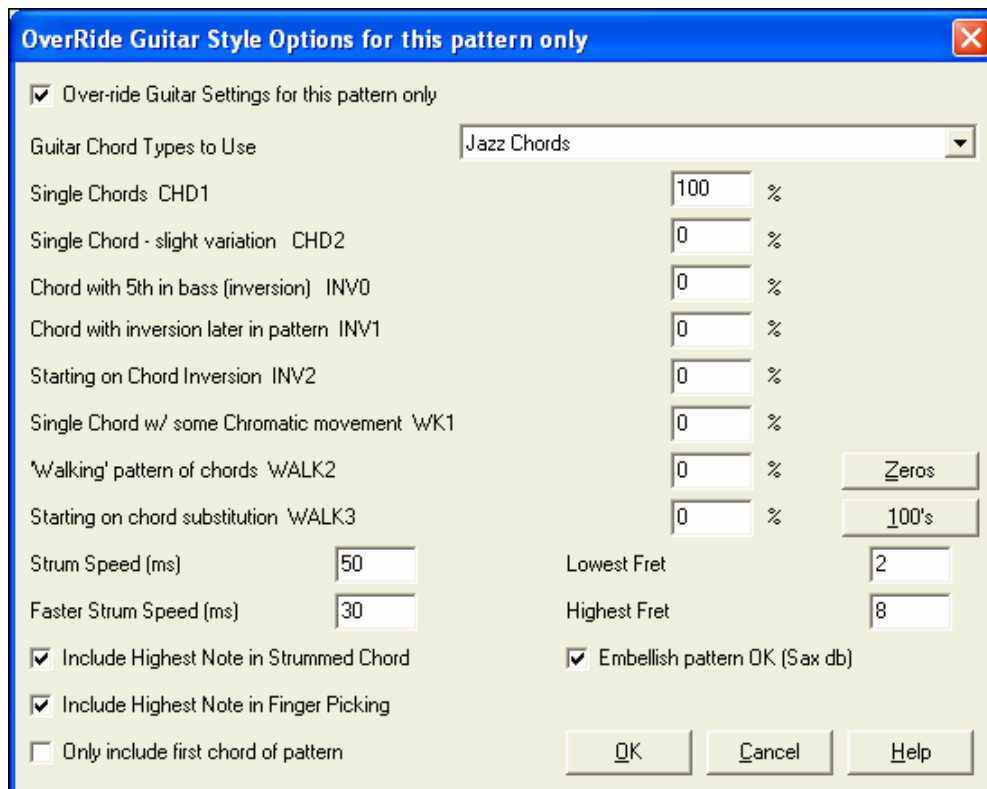 OverRide Guitar Style Options for this pattern only
Over-ride Guitar Settings for this pattern only
Guitar Chord Types to Use Jazz Chords
Single Chords CHD1 100 %
Single Chord - slight variation CHD2 0 %
Chord with 5th in bass (inversion) INV0 0 %
Chord with inversion later in pattern INV1 0 %
Starting on Chord Inversion INV2 0 %
Single Chord w/ some Chromatic movement WK1 0 %
'Walking' pattern of chords WALK2 0 % Zeros
Starting on chord substitution WALK3 0 % 100's
Strum Speed (ms) 50 Lowest Fret 2
Faster Strum Speed (ms) 30 Highest Fret 8
Include Highest Note in Strummed Chord Embellish pattern OK (Sax db)
Include Highest Note in Finger Picking
Only include first chord of pattern OK Cancel Help